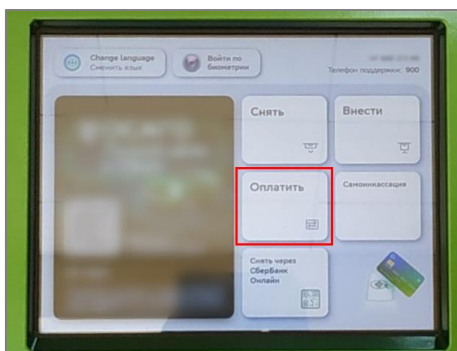 Change language
Сменить язык
Войти по
биометрии
Телефон поддержки: 900
Снять
Внести
Оплатить
Самоинкассация
Снять через
СберБанк
Онлайн